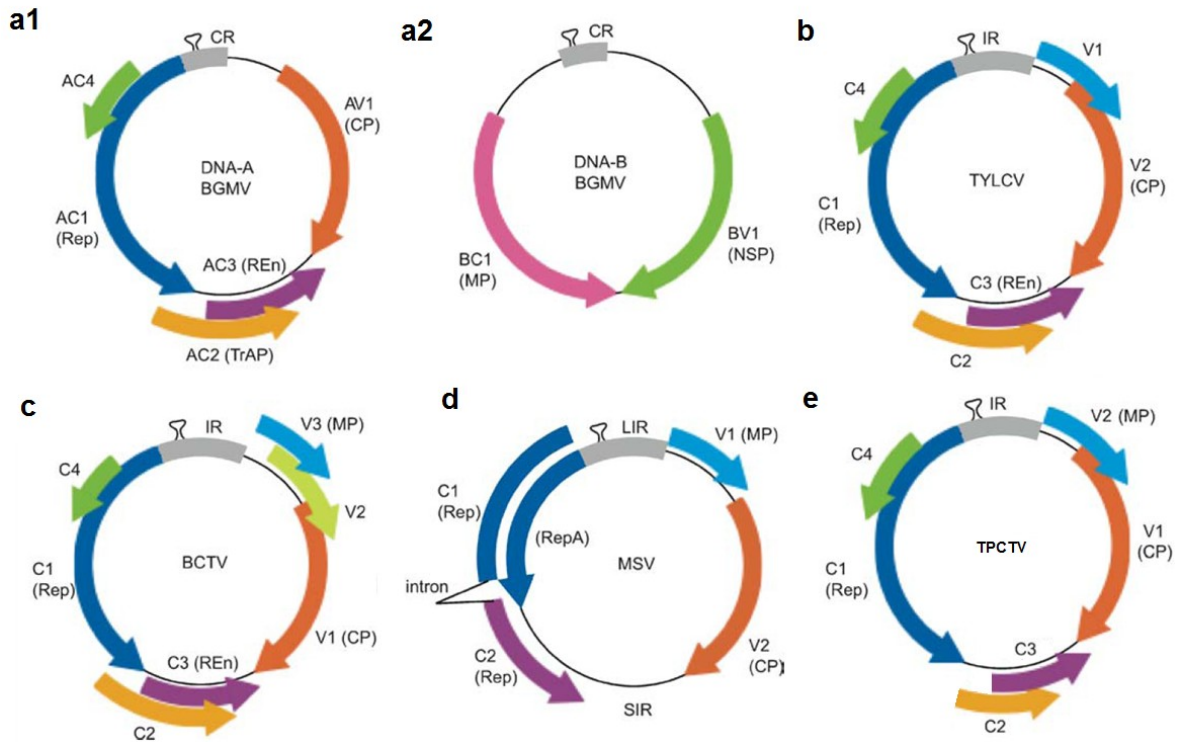 a1
CR
AC4
AV1
(CP)
DNA-A
BGMV
AC1
(Rep)
AC3 (REn)
AC2 (TrAP)
a2
CR
DNA-B
BGMV
BC1
(MP)
BV1
(NSP)
b
IR
V1
C4
V2
(CP)
TYLCV
C1
(Rep)
C3 (REn)
C2
c
IR
V3 (MP)
C4
V2
BCTV
C1
(Rep)
V1 (CP)
C3 (REn)
C2
d
LIR
V1 (MP)
C1
(Rep)
(RepA)
MSV
intron
C2
(Rep)
V2
(CP)
SIR
e
IR
V2 (MP)
C4
V1
(CP)
TPCTV
C1
(Rep)
C3
C2